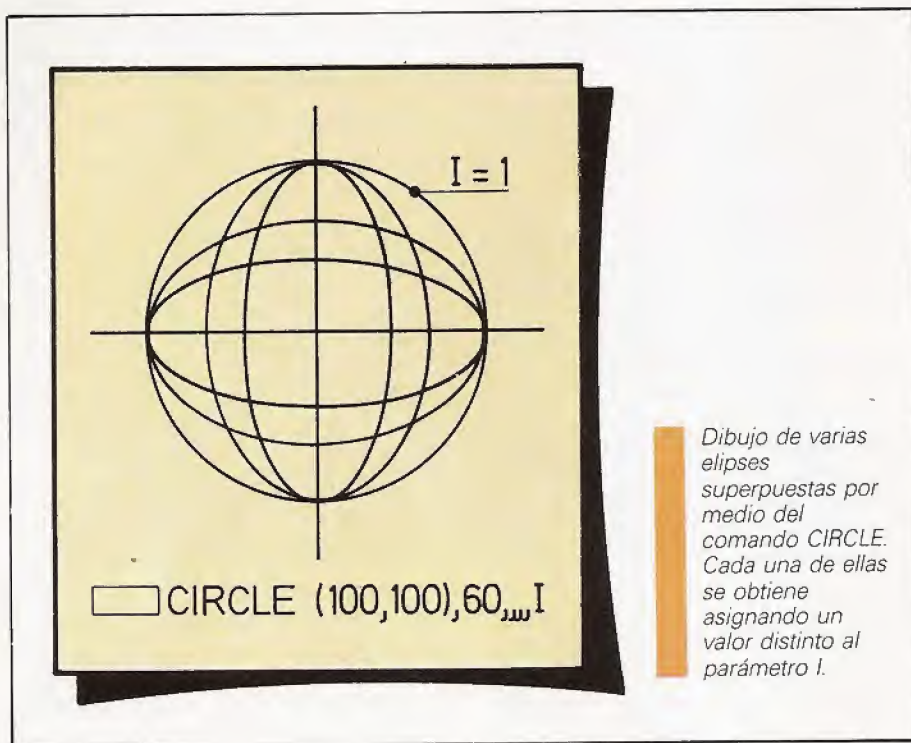 I = 1
CIRCLE (100,100),60,,,,I
Dibujo de varias
elipses
superpuestas por
medio del
comando CIRCLE.
Cada una de ellas
se obtiene
asignando un
valor distinto al
parámetro I.